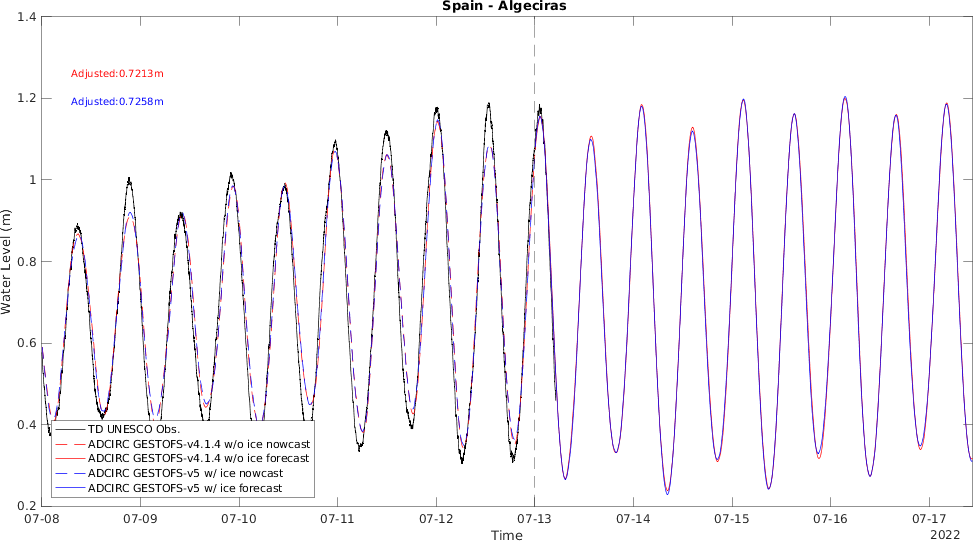 Spain - Algeciras
1.4
1.2
1
0.8
0.6
0.4
0.2
Water Level (m)
Adjusted:0.7213m
Adjusted:0.7258m
TD UNESCO Obs.
ADCIRC GESTOFS-v4.1.4 w/o ice nowcast
ADCIRC GESTOFS-v4.1.4 w/o ice forecast
ADCIRC GESTOFS-v5 w/ ice nowcast
ADCIRC GESTOFS-v5 w/ ice forecast
07-08 07-09 07-10 07-11 07-12 07-13 07-14 07-15 07-16 07-17
Time
2022